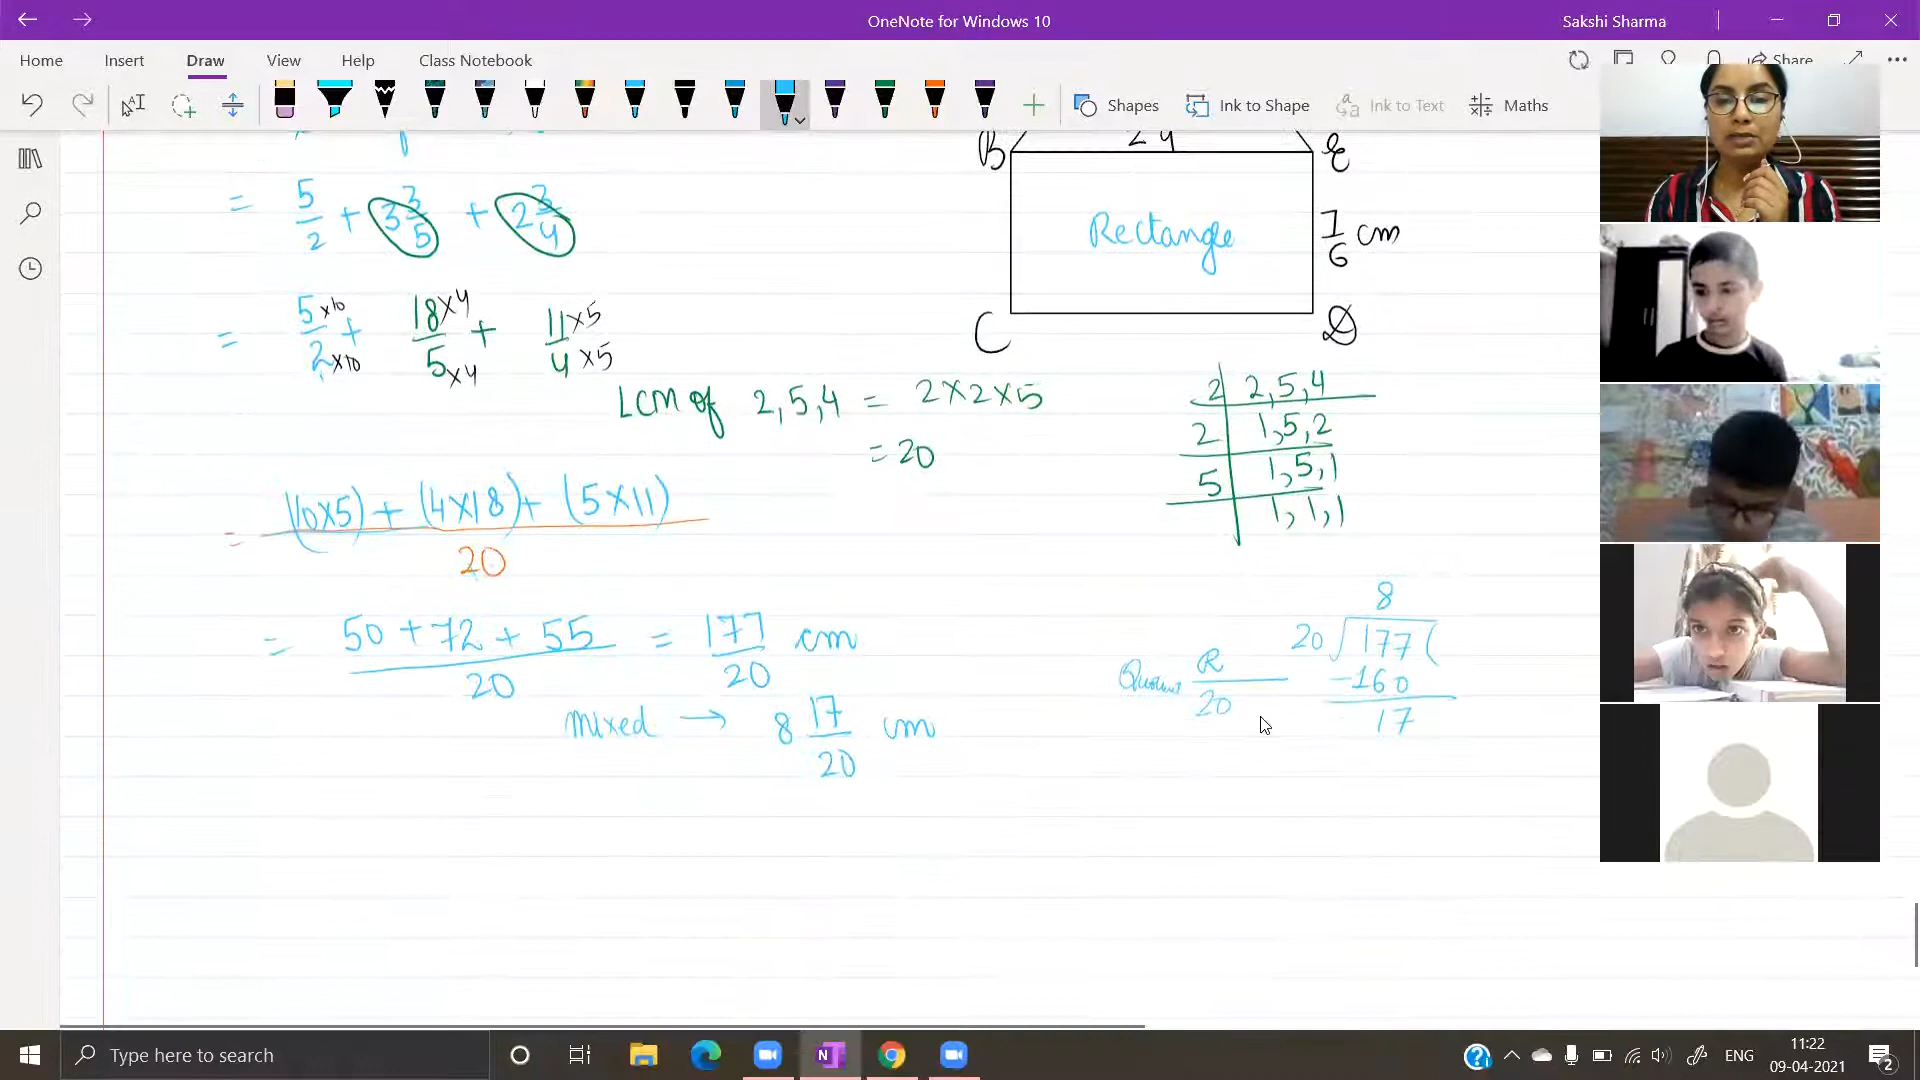 OneNote for Windows 10
Sakshi Sharma
Home Insert Draw View Help Class Notebook
Share
Shapes Ink to Shape Ink to Text Maths
B 2 4 E
= 5/2 + 3 3/5 + 2 3/4
Rectangle
7/6 cm
= 5×10/2×10 + 18×4/5×4 + 11×5/4×5
C D
LCM of 2,5,4 = 2×2×5
= 20
2 | 2,5,4
2 | 1,5,2
5 | 1,5,1
| 1,1,1
= (10×5) + (4×18) + (5×11)
20
= 50 + 72 + 55 / 20 = 177/20 cm
mixed → 8 17/20 cm
8
20 √177(
-160
17
R
20
Type here to search
ENG
11:22
09-04-2021
2